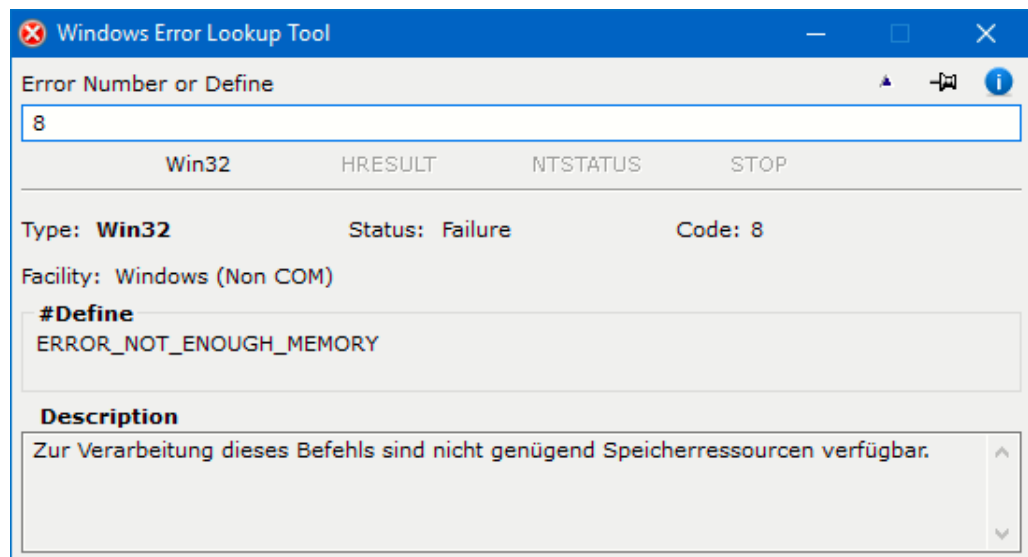 Windows Error Lookup Tool
Error Number or Define
8
Win32 HRESULT NTSTATUS STOP
Type: Win32 Status: Failure Code: 8
Facility: Windows (Non COM)
#Define
ERROR_NOT_ENOUGH_MEMORY
Description
Zur Verarbeitung dieses Befehls sind nicht genügend Speicherressourcen verfügbar.